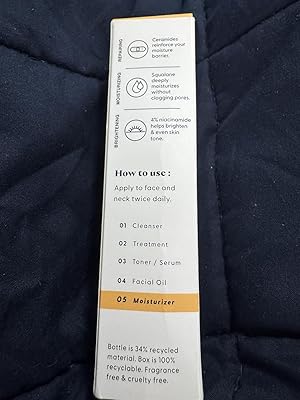 REPAIRING
Ceramides
reinforce your
moisture
barrier.
MOISTURIZING
Squalane
deeply
moisturizes
without
clogging pores.
BRIGHTENING
4% niacinamide
helps brighten
& even skin
tone.
How to use:
Apply to face and
neck twice daily.
01 Cleanser
02 Treatment
03 Toner / Serum
04 Facial Oil
05 Moisturizer
Bottle is 34% recycled
material. Box is 100%
recyclable. Fragrance
free & cruelty free.